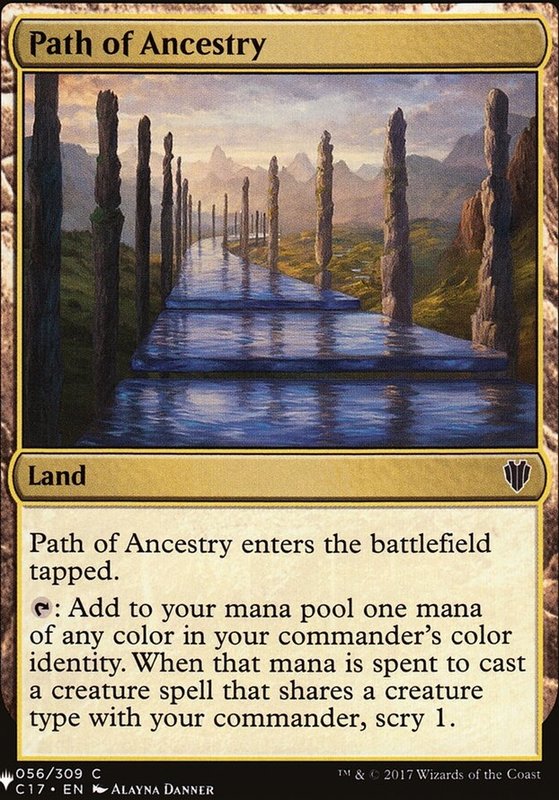 Path of Ancestry
Land
Path of Ancestry enters the battlefield
tapped.
: Add to your mana pool one mana
of any color in your commander's color
identity. When that mana is spent to cast
a creature spell that shares a creature
type with your commander, scry 1.
056/309 C
C17 • EN Alayna Danner
™ & © 2017 Wizards of the Coast